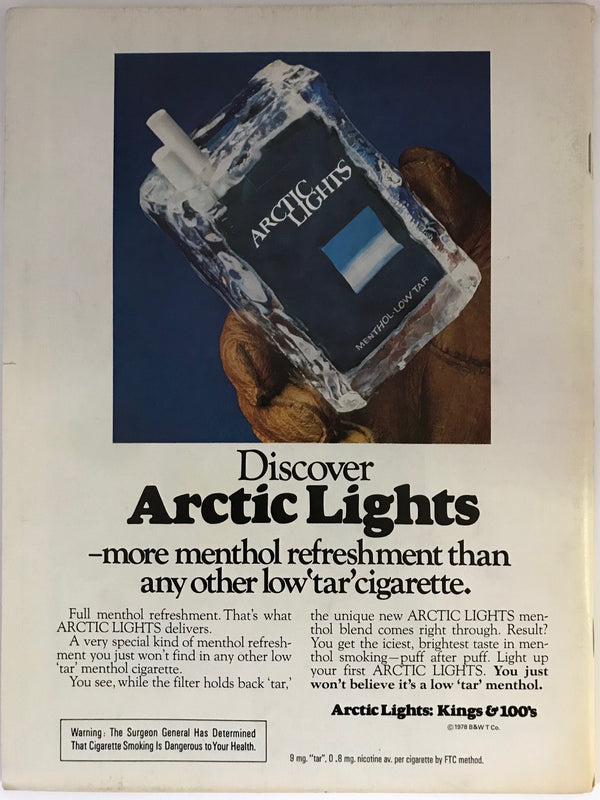 ARCTIC
LIGHTS
MENTHOL·LOW TAR
Discover
Arctic Lights
–more menthol refreshment than
any other low ‘tar’ cigarette.
Full menthol refreshment. That's what
ARCTIC LIGHTS delivers.
A very special kind of menthol refresh-
ment you just won't find in any other low
‘tar’ menthol cigarette.
You see, while the filter holds back ‘tar,’
the unique new ARCTIC LIGHTS men-
thol blend comes right through. Result?
You get the iciest, brightest taste in men-
thol smoking—puff after puff. Light up
your first ARCTIC LIGHTS. You just
won't believe it's a low ‘tar’ menthol.
Arctic Lights: Kings & 100's
© 1978 B&W T Co.
Warning: The Surgeon General Has Determined
That Cigarette Smoking Is Dangerous to Your Health.
9 mg. "tar", 0.8 mg. nicotine av. per cigarette by FTC method.